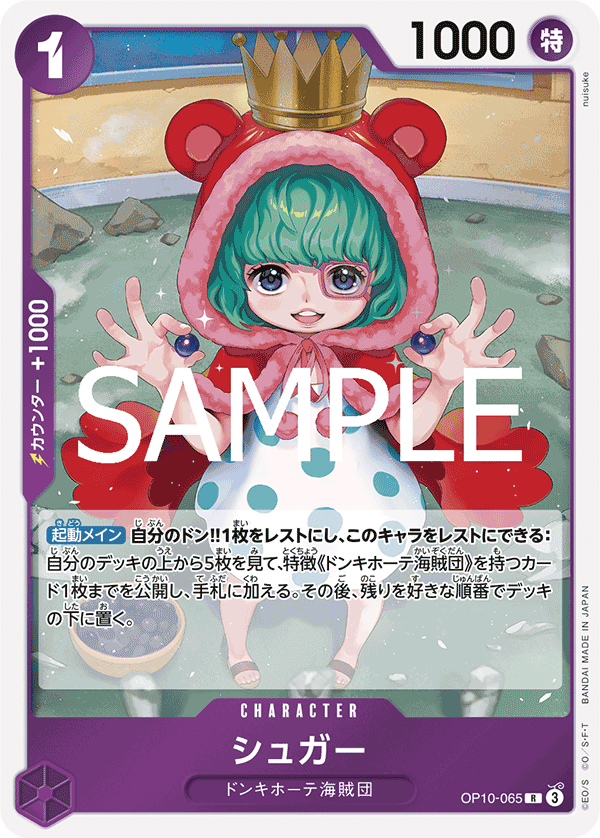 1
1000
特
nuisuke
カウンター +1000
SAMPLE
起動メイン 自分のドン!!1枚をレストにし、このキャラをレストにできる：
自分のデッキの上から5枚を見て、特徴《ドンキホーテ海賊団》を持つカー
ド1枚までを公開し、手札に加える。その後、残りを好きな順番でデッキ
の下に置く。
CHARACTER
シュガー
ドンキホーテ海賊団
OP10-065 R 3
©E.O/S ©O/S・F・T BANDAI MADE IN JAPAN